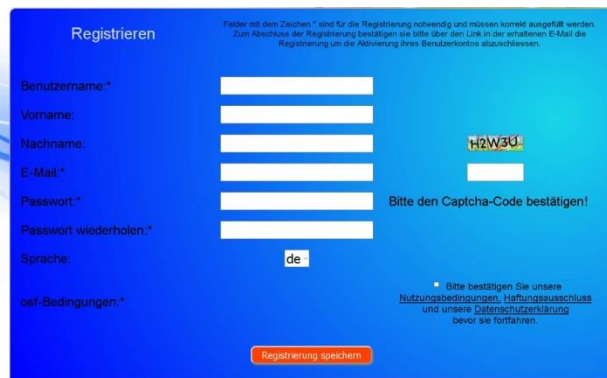 Registrieren
Felder mit dem Zeichen * sind für die Registrierung notwendig und müssen korrekt ausgefüllt werden.
Zum Abschluss der Registrierung bestätigen sie bitte über den Link in der erhaltenen E-Mail die
Registrierung um die Aktivierung ihres Benutzerkontos abzuschliessen.
Benutzername:*
Vorname:
Nachname:
H2W3U
E-Mail:*
Passwort:*
Bitte den Captcha-Code bestätigen!
Passwort wiederholen:*
Sprache:
de
osf-Bedingungen:*
Bitte bestätigen Sie unsere
Nutzungsbedingungen, Haftungsausschluss
und unsere Datenschutzerklärung
bevor sie fortfahren.
Registrierung speichern